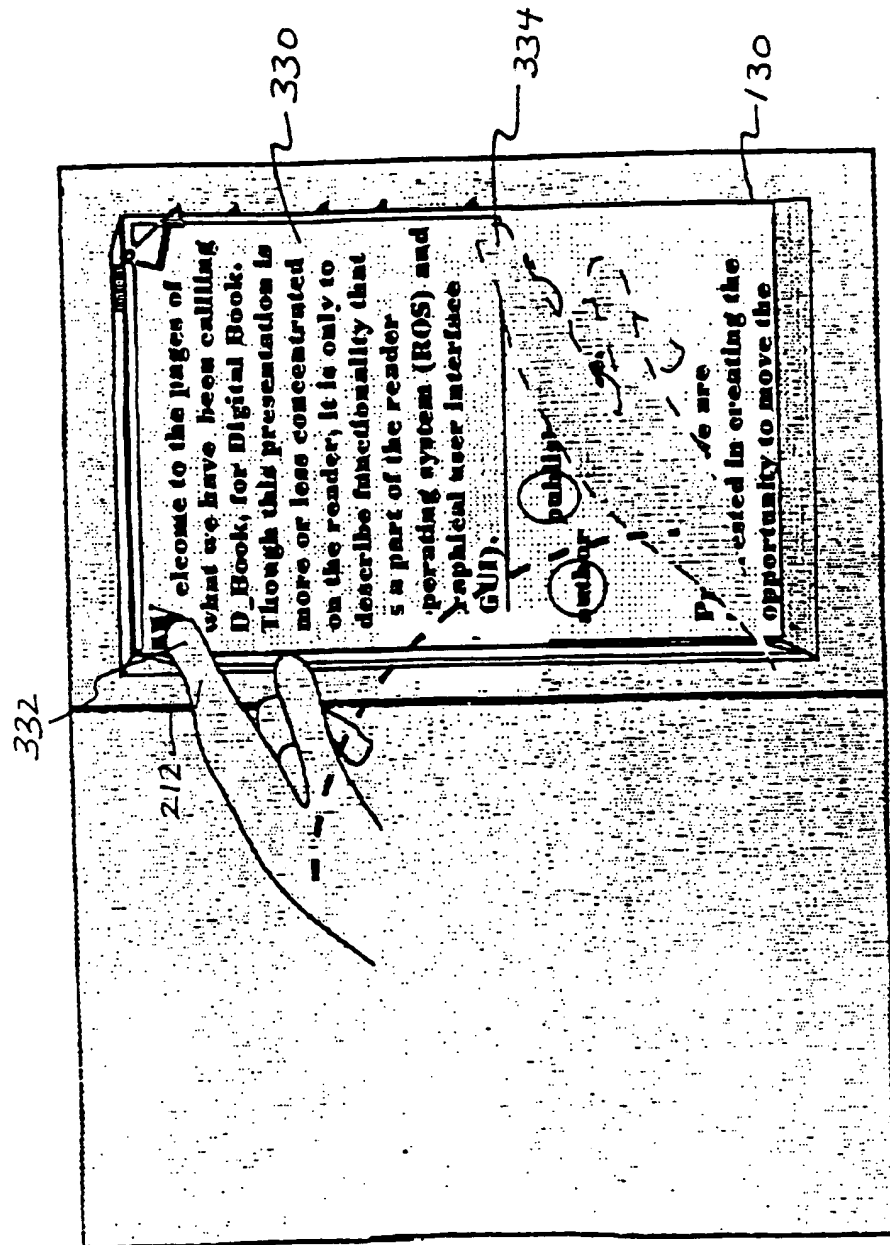 elcome to the pages of
what we have been callling
D_Book, for Digital Book.
Though this presentation is
more or less concentrated
on the reader, it is only to
describe functionality that
s a part of the reader
perating system (ROS) and
raphical user interface
GUI).
author publis
We are
ested in creating the
opportunity to move the
330
334
130
332
212